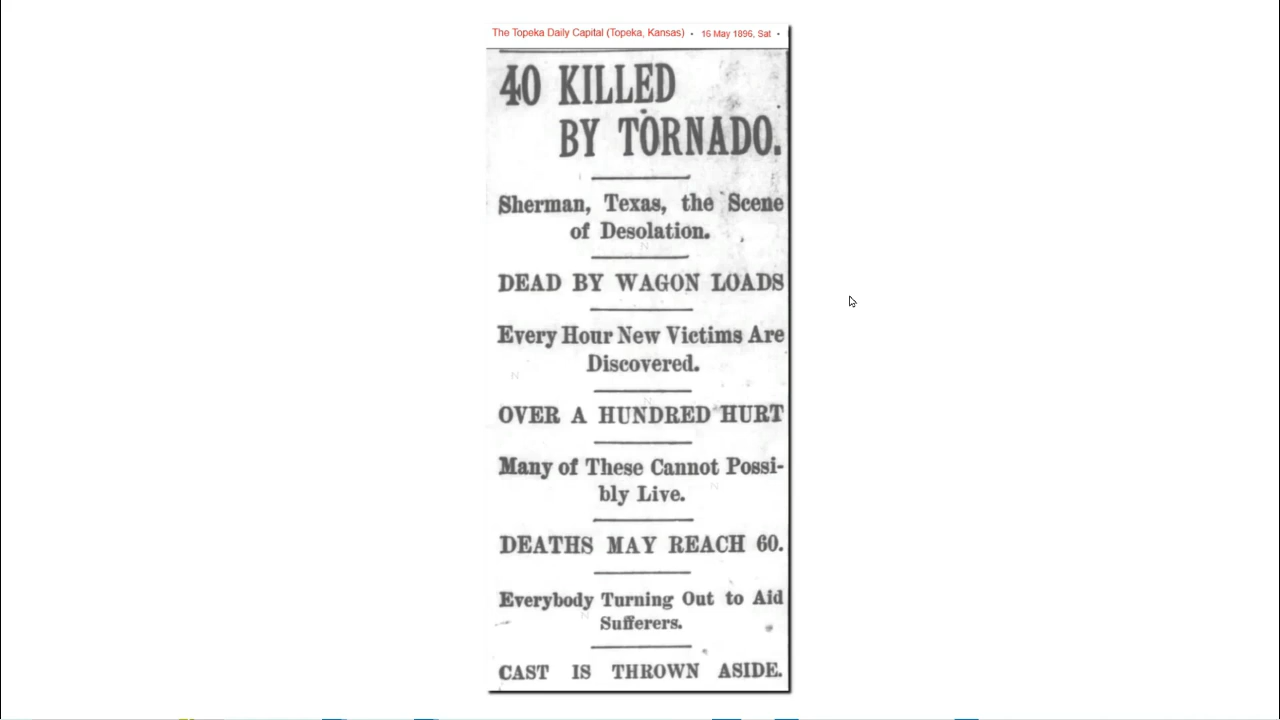 The Topeka Daily Capital (Topeka, Kansas) • 16 May 1896, Sat •
40 KILLED
BY TORNADO.
Sherman, Texas, the Scene
of Desolation.
DEAD BY WAGON LOADS
Every Hour New Victims Are
Discovered.
OVER A HUNDRED HURT
Many of These Cannot Possi-
bly Live.
DEATHS MAY REACH 60.
Everybody Turning Out to Aid
Sufferers.
CAST IS THROWN ASIDE.